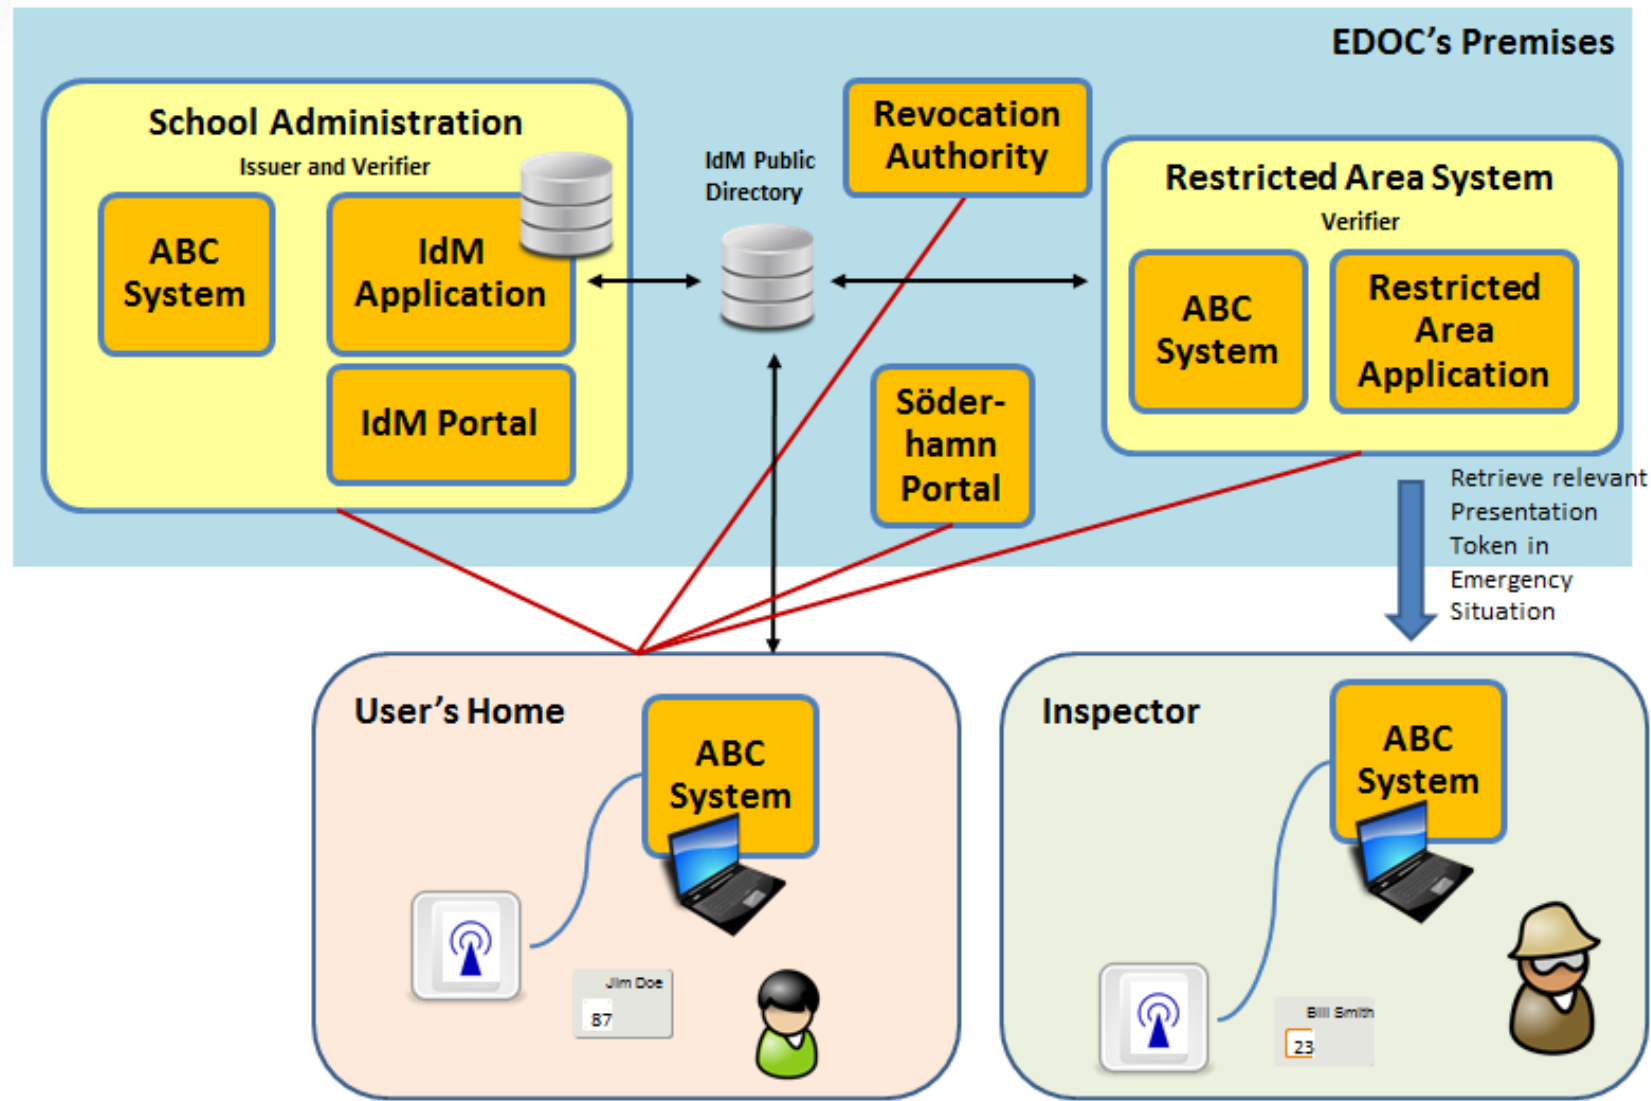 EDOC's Premises
School Administration
Issuer and Verifier
ABC
System
IdM
Application
IdM Portal
IdM Public
Directory
Revocation
Authority
Söder-
hamn
Portal
Restricted Area System
Verifier
ABC
System
Restricted
Area
Application
Retrieve relevant
Presentation
Token in
Emergency
Situation
User's Home
ABC
System
Jim Doe
87
Inspector
ABC
System
Bill Smith
23